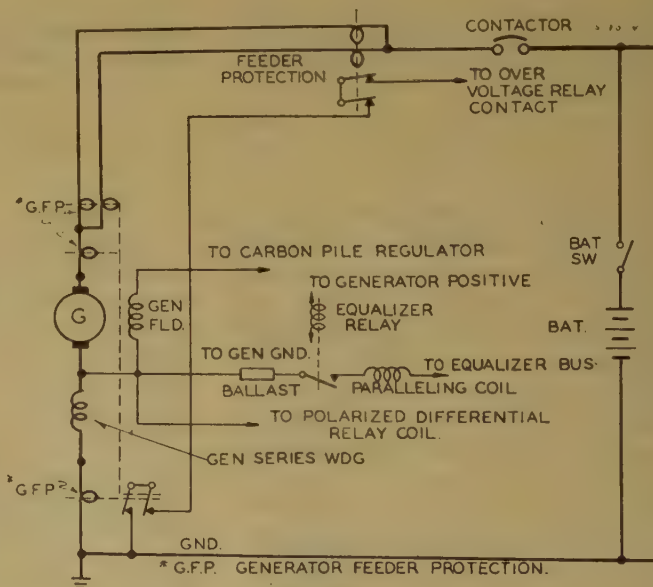 CONTACTOR
FEEDER
PROTECTION
TO OVER
VOLTAGE RELAY
CONTACT
*G.F.P.
TO CARBON PILE REGULATOR
BAT
SW
TO GENERATOR POSITIVE
GEN
FLD.
EQUALIZER
RELAY
G
BAT.
TO GEN GND.
TO EQUALIZER BUS.
BALLAST
PARALLELING COIL
TO POLARIZED DIFFERENTIAL
RELAY COIL.
GEN SERIES WDG
*G.F.P.
GND.
* G.F.P. GENERATOR FEEDER PROTECTION.